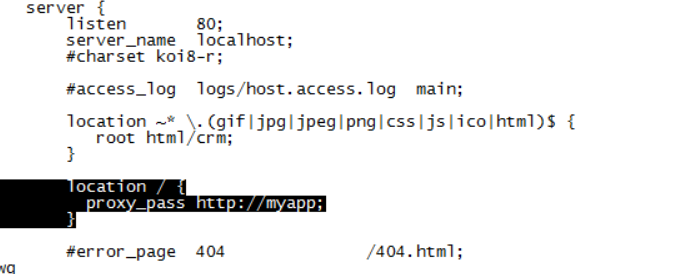 server {
listen 80;
server_name localhost;
#charset koi8-r;
#access_log logs/host.access.log main;
location ~* \.(gif|jpg|jpeg|png|css|js|ico|html)$ {
root html/crm;
}
location / {
proxy_pass http://myapp;
}
#error_page 404 /404.html;
wq